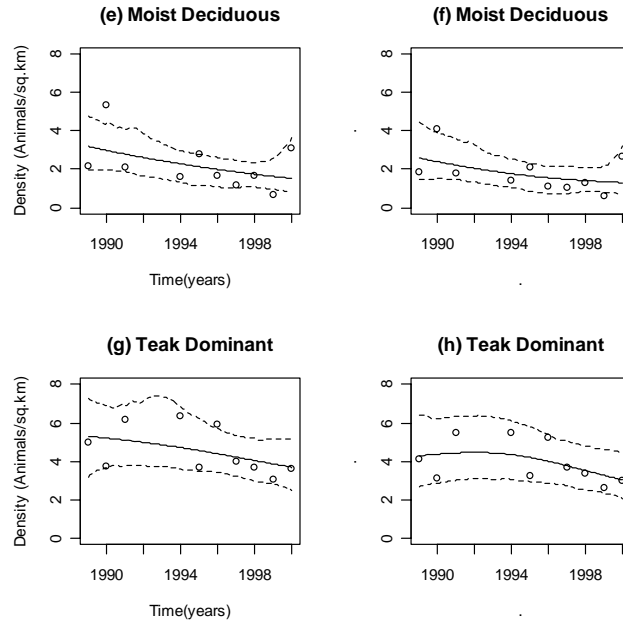 (e) Moist Deciduous
(f) Moist Deciduous
Density (Animals/sq.km)
8
6
4
2
0
8
6
4
2
0
1990 1994 1998
1990 1994 1998
Time(years)
(g) Teak Dominant
(h) Teak Dominant
Density (Animals/sq.km)
8
6
4
2
0
8
6
4
2
0
1990 1994 1998
1990 1994 1998
Time(years)